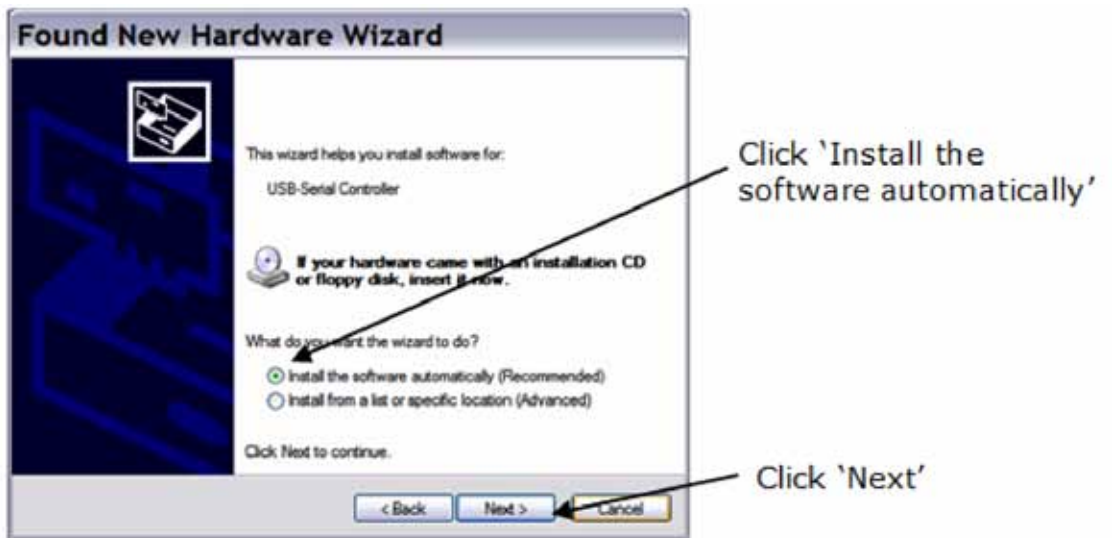 Found New Hardware Wizard
This wizard helps you install software for:
USB-Serial Controller
If your hardware came with an installation CD
or floppy disk, insert it now.
What do you want the wizard to do?
Install the software automatically (Recommended)
Install from a list or specific location (Advanced)
Click Next to continue.
< Back
Next >
Cancel
Click ‘Install the
software automatically’
Click ‘Next’